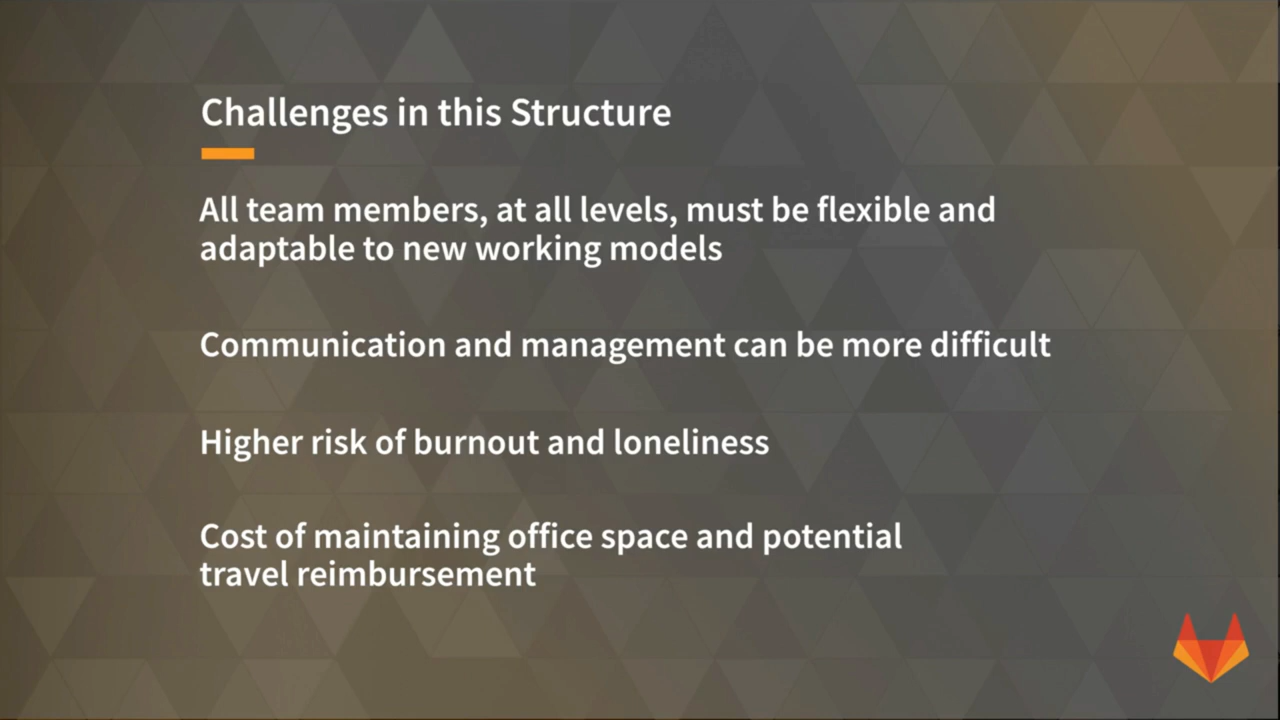 Challenges in this Structure
All team members, at all levels, must be flexible and
adaptable to new working models
Communication and management can be more difficult
Higher risk of burnout and loneliness
Cost of maintaining office space and potential
travel reimbursement